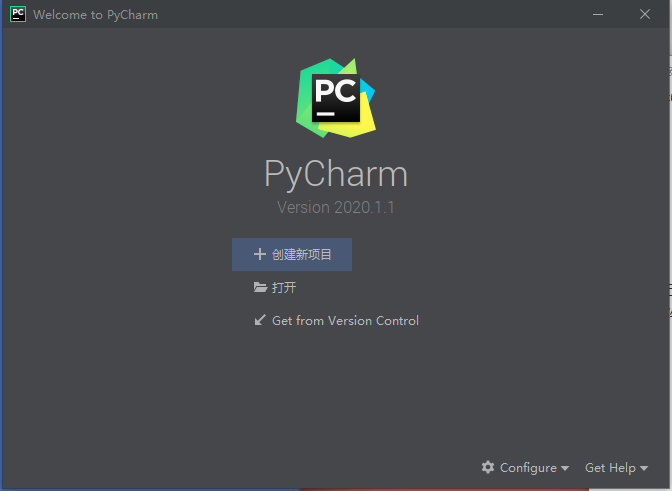 Welcome to PyCharm
PC
PyCharm
Version 2020.1.1
创建新项目
打开
Get from Version Control
Configure
Get Help